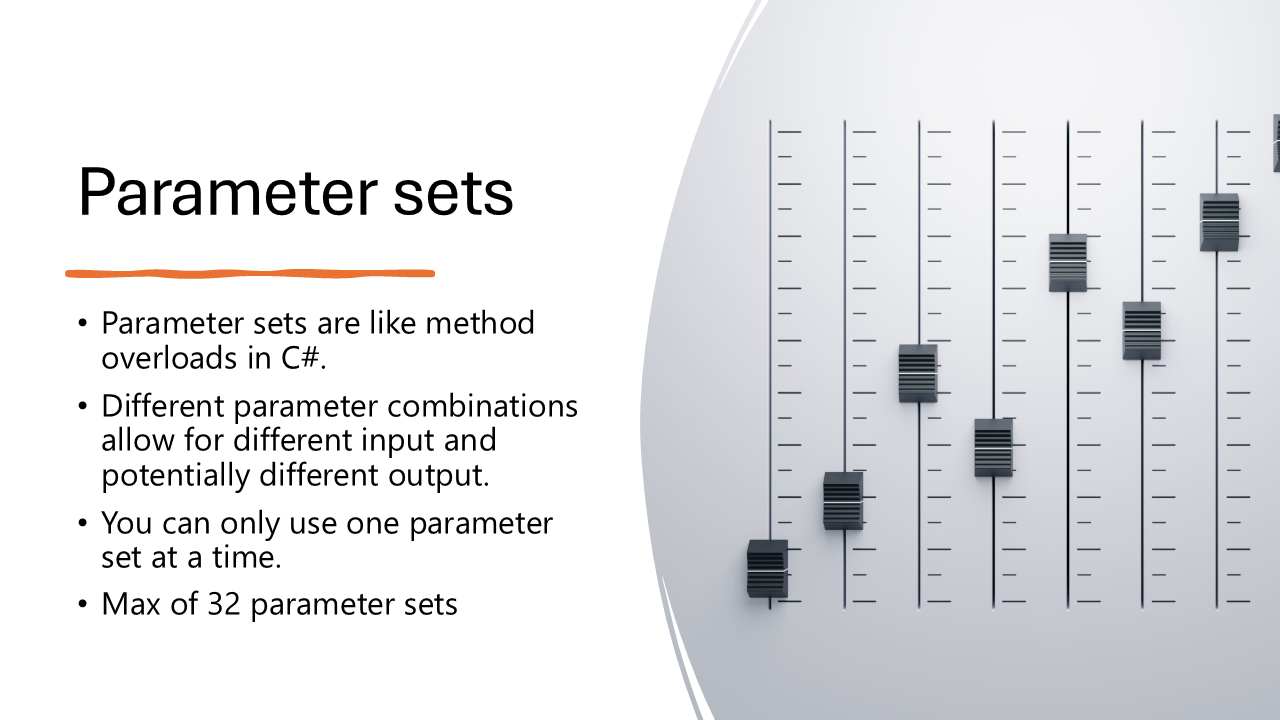 Parameter sets
• Parameter sets are like method
overloads in C#.
• Different parameter combinations
allow for different input and
potentially different output.
• You can only use one parameter
set at a time.
• Max of 32 parameter sets